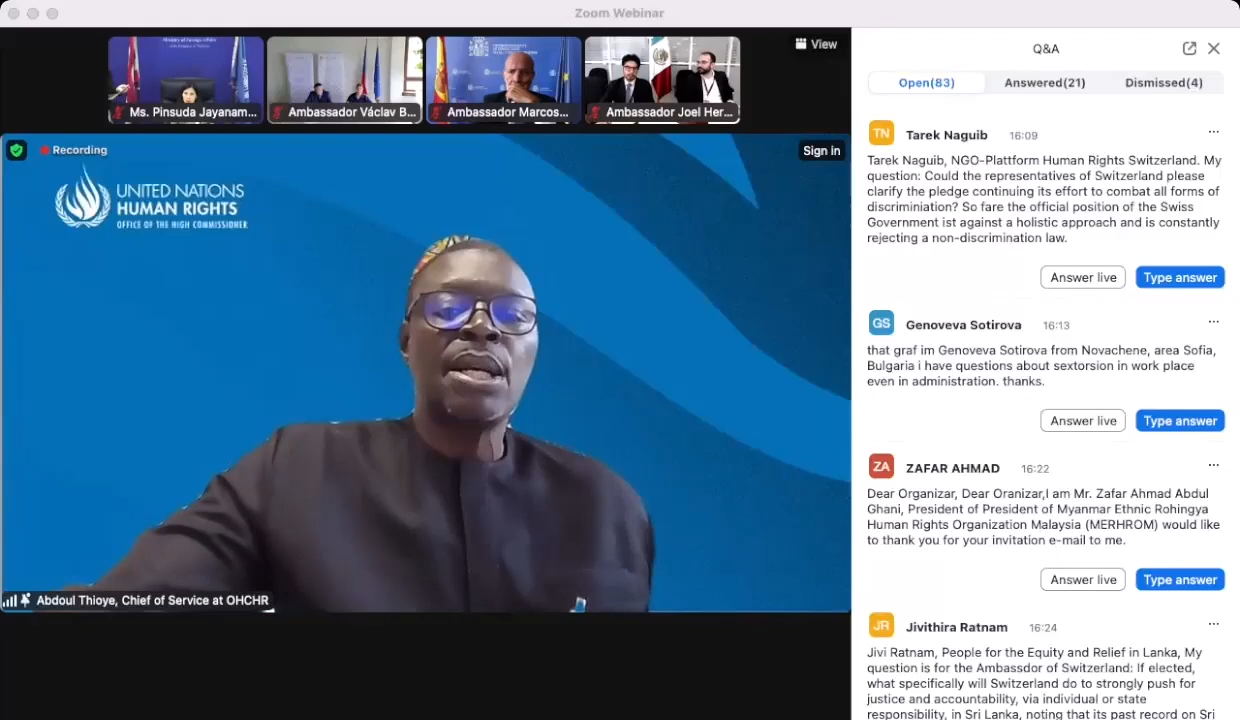 Zoom Webinar
View
Ms. Pinsuda Jayanam...
Ambassador Václav B...
Ambassador Marcos...
Ambassador Joel Her...
Recording
Sign in
UNITED NATIONS
HUMAN RIGHTS
OFFICE OF THE HIGH COMMISSIONER
Abdoul Thioye, Chief of Service at OHCHR
Q&A
Open(83)
Answered(21)
Dismissed(4)
TN
Tarek Naguib 16:09
Tarek Naguib, NGO-Plattform Human Rights Switzerland. My
question: Could the representatives of Switzerland please
clarify the pledge continuing its effort to combat all forms of
discriminiation? So fare the official position of the Swiss
Government ist against a holistic approach and is constantly
rejecting a non-discrimination law.
Answer live
Type answer
GS
Genoveva Sotirova 16:13
that graf im Genoveva Sotirova from Novachene, area Sofia,
Bulgaria i have questions about sextorsion in work place
even in administration. thanks.
Answer live
Type answer
ZA
ZAFAR AHMAD 16:22
Dear Organizar, Dear Oranizar,I am Mr. Zafar Ahmad Abdul
Ghani, President of President of Myanmar Ethnic Rohingya
Human Rights Organization Malaysia (MERHROM) would like
to thank you for your invitation e-mail to me.
Answer live
Type answer
JR
Jivithira Ratnam 16:24
Jivi Ratnam, People for the Equity and Relief in Lanka, My
question is for the Ambassdor of Switzerland: If elected,
what specifically will Switzerland do to strongly push for
justice and accountability, via individual or state
responsibility, in Sri Lanka, noting that its past record on Sri